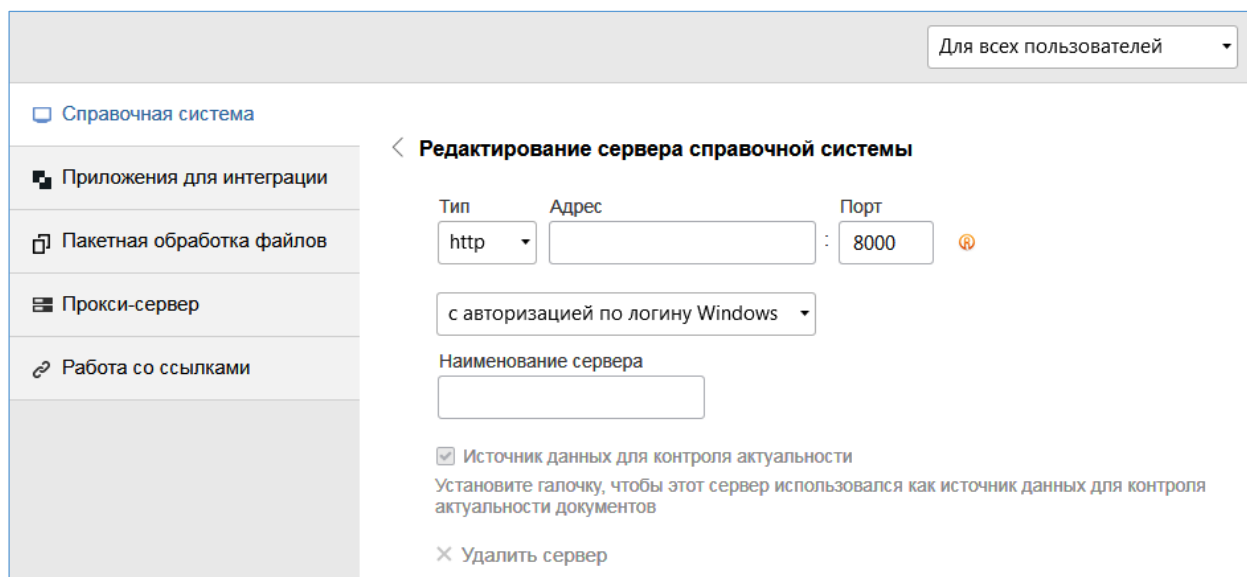 Для всех пользователей
Справочная система
Приложения для интеграции
Пакетная обработка файлов
Прокси-сервер
Работа со ссылками
Редактирование сервера справочной системы
Тип Адрес Порт
http : 8000
с авторизацией по логину Windows
Наименование сервера
Источник данных для контроля актуальности
Установите галочку, чтобы этот сервер использовался как источник данных для контроля
актуальности документов
Удалить сервер